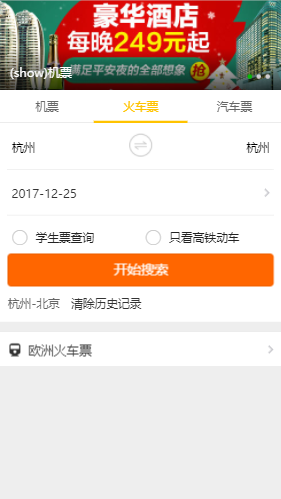 豪华酒店
每晚249元起
满足平安夜的全部想象 抢
(show)机票
机票 火车票 汽车票
杭州 杭州
2017-12-25
学生票查询 只看高铁动车
开始搜索
杭州-北京 清除历史记录
欧洲火车票